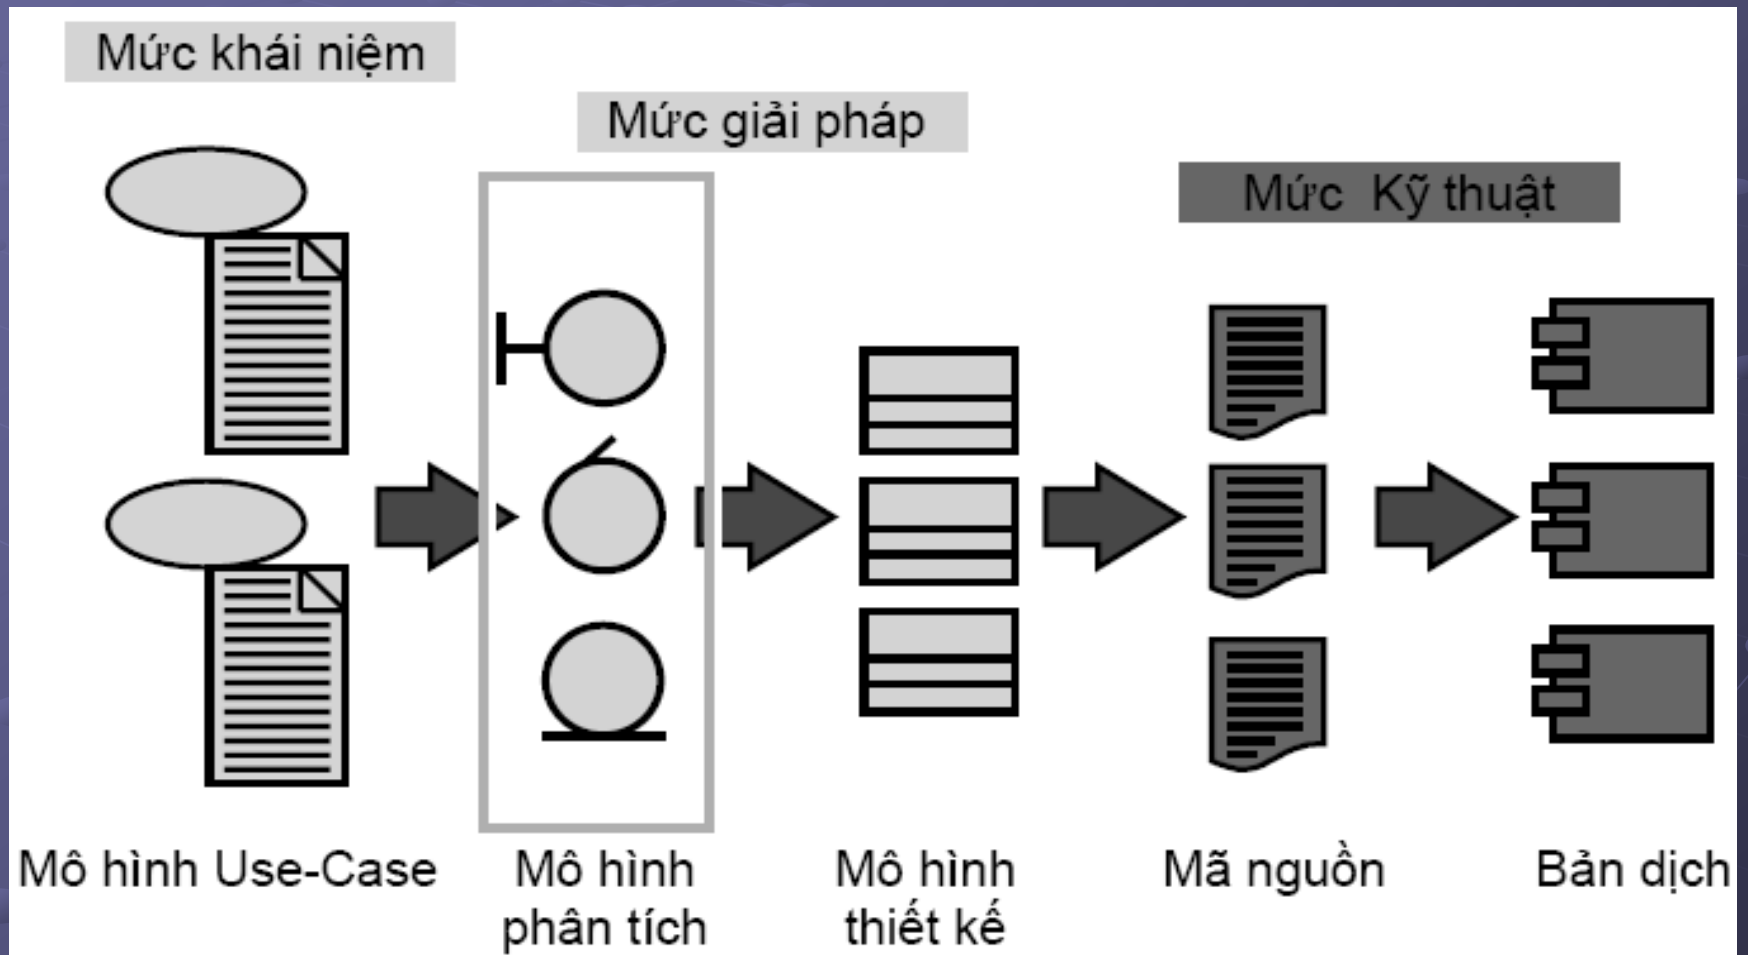 Mức khái niệm
Mức giải pháp
Mức Kỹ thuật
Mô hình Use-Case
Mô hình
phân tích
Mô hình
thiết kế
Mã nguồn
Bản dịch